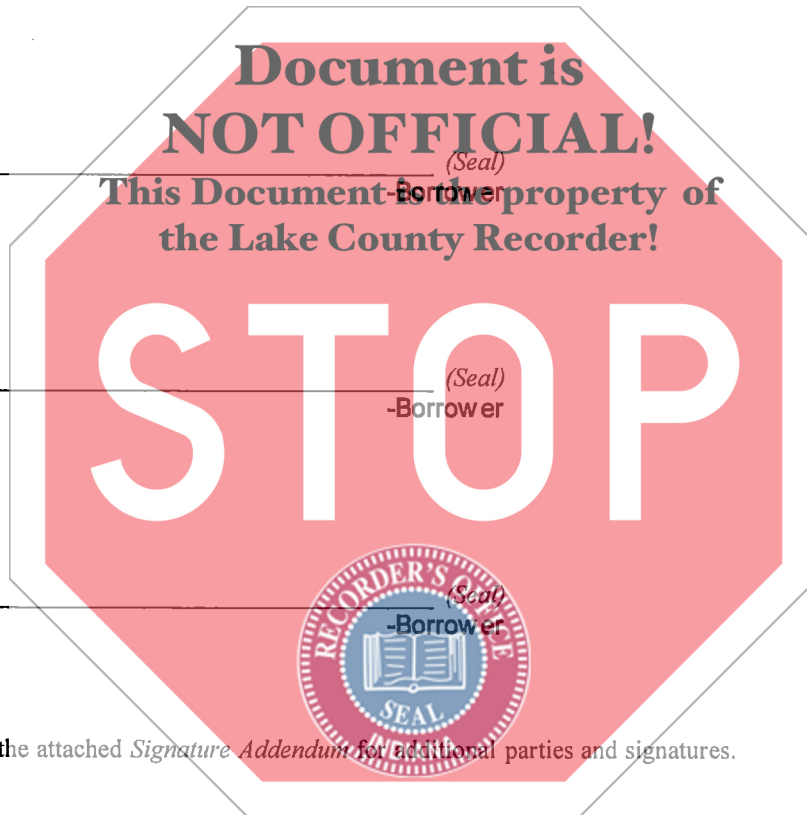 Document is
NOT OFFICIAL!
(Seal)
This Document is the property of
-Borrower
the Lake County Recorder!
STOP
(Seal)
-Borrower
(Seal)
-Borrower
RECORDER'S OFFICE
SEAL
INDIANA
the attached Signature Addendum for additional parties and signatures.